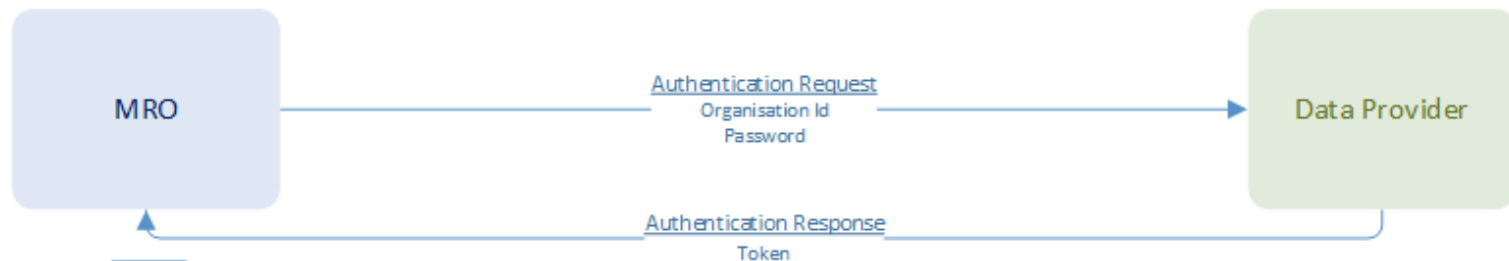 MRO
Authentication Request
Organisation Id
Password
Data Provider
Authentication Response
Token